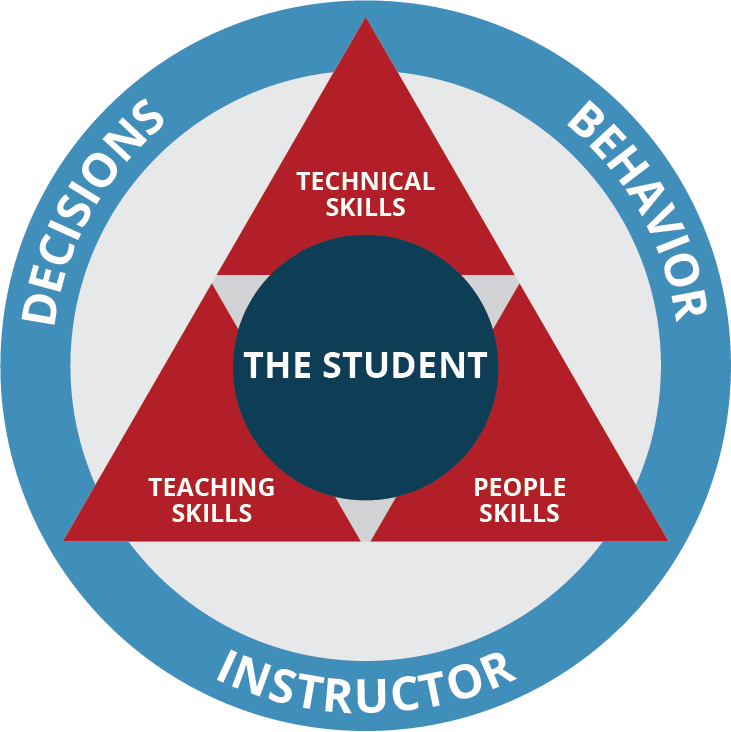 DECISIONS
BEHAVIOR
TECHNICAL
SKILLS
THE STUDENT
TEACHING
SKILLS
PEOPLE
SKILLS
INSTRUCTOR